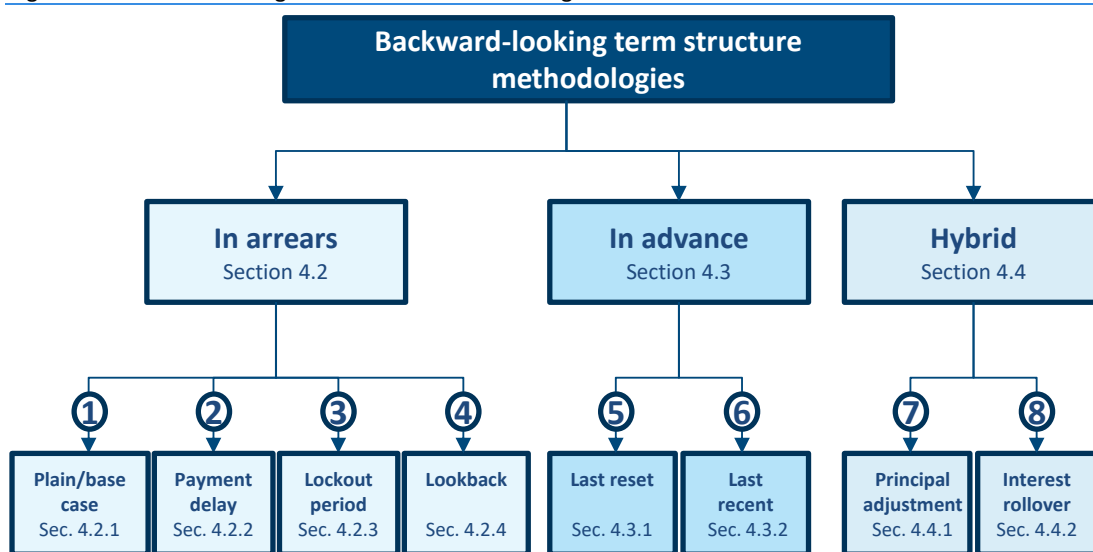 Backward-looking term structure
methodologies
In arrears
Section 4.2
In advance
Section 4.3
Hybrid
Section 4.4
1
2
3
4
5
6
7
8
Plain/base
case
Sec. 4.2.1
Payment
delay
Sec. 4.2.2
Lockout
period
Sec. 4.2.3
Lookback
Sec. 4.2.4
Last reset
Sec. 4.3.1
Last
recent
Sec. 4.3.2
Principal
adjustment
Sec. 4.4.1
Interest
rollover
Sec. 4.4.2